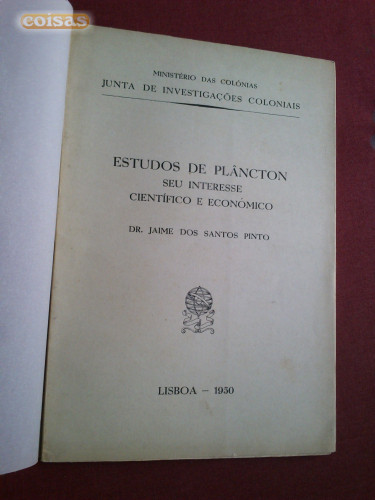 coisas
MINISTÉRIO DAS COLÓNIAS
JUNTA DE INVESTIGAÇÕES COLONIAIS
ESTUDOS DE PLÂNCTON
SEU INTERESSE
CIENTÍFICO E ECONÓMICO
DR. JAIME DOS SANTOS PINTO
LISBOA – 1950